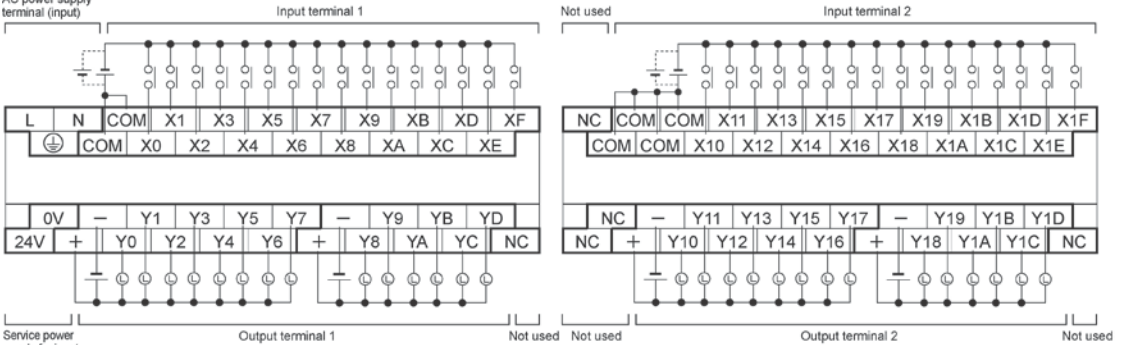 AC power supply
terminal (input)
Input terminal 1
Not used
Input terminal 2
L N COM X1 X3 X5 X7 X9 XB XD XF
COM X0 X2 X4 X6 X8 XA XC XE
NC COM COM X11 X13 X15 X17 X19 X1B X1D X1F
COM COM X10 X12 X14 X16 X18 X1A X1C X1E
0V − Y1 Y3 Y5 Y7 − Y9 YB YD
24V + Y0 Y2 Y4 Y6 + Y8 YA YC NC
L L L L L L L L L L L L L L
NC − Y11 Y13 Y15 Y17 − Y19 Y1B Y1D
NC + Y10 Y12 Y14 Y16 + Y18 Y1A Y1C NC
L L L L L L L L L L L L L L
Service power
Output terminal 1
Not used
Not used
Output terminal 2
Not used